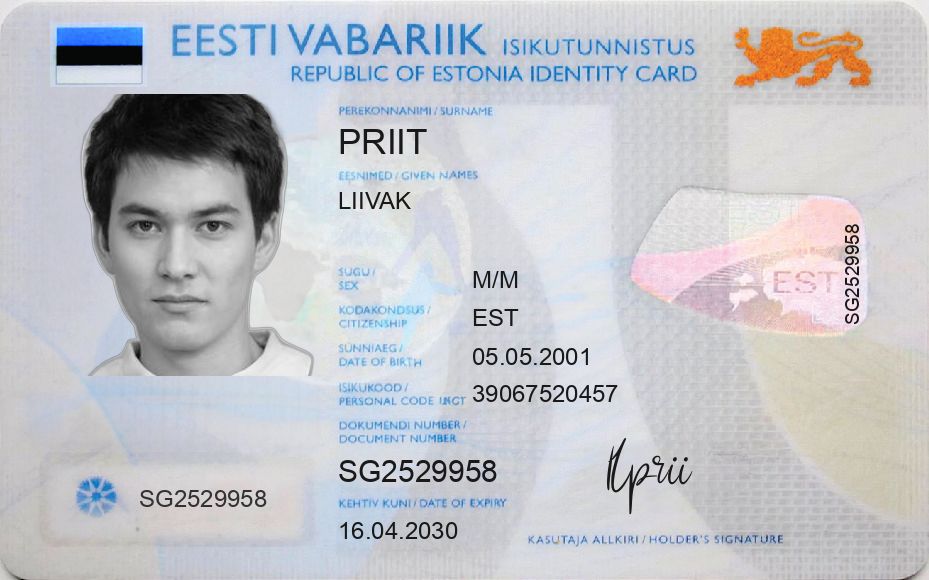 EESTI VABARIIK ISIKUTUNNISTUS
REPUBLIC OF ESTONIA IDENTITY CARD
PEREKONNANIMI / SURNAME
PRIIT
EESNIMED / GIVEN NAMES
LIIVAK
SUGU /
SEX
M/M
KODAKONDSUS /
CITIZENSHIP
EST
SÜNNIAEG /
DATE OF BIRTH
05.05.2001
ISIKUKOOD /
PERSONAL CODE
39067520457
DOKUMENDI NUMBER /
DOCUMENT NUMBER
SG2529958
KEHTIV KUNI / DATE OF EXPIRY
16.04.2030
SG2529958
EST
SG2529958
KASUTAJA ALLKIRI / HOLDER'S SIGNATURE